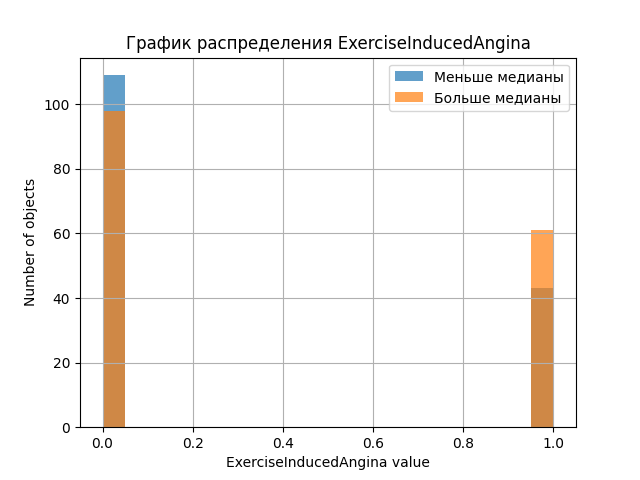 График распределения ExerciseInducedAngina
Меньше медианы
Больше медианы
Number of objects
100
80
60
40
20
0
0.0 0.2 0.4 0.6 0.8 1.0
ExerciseInducedAngina value